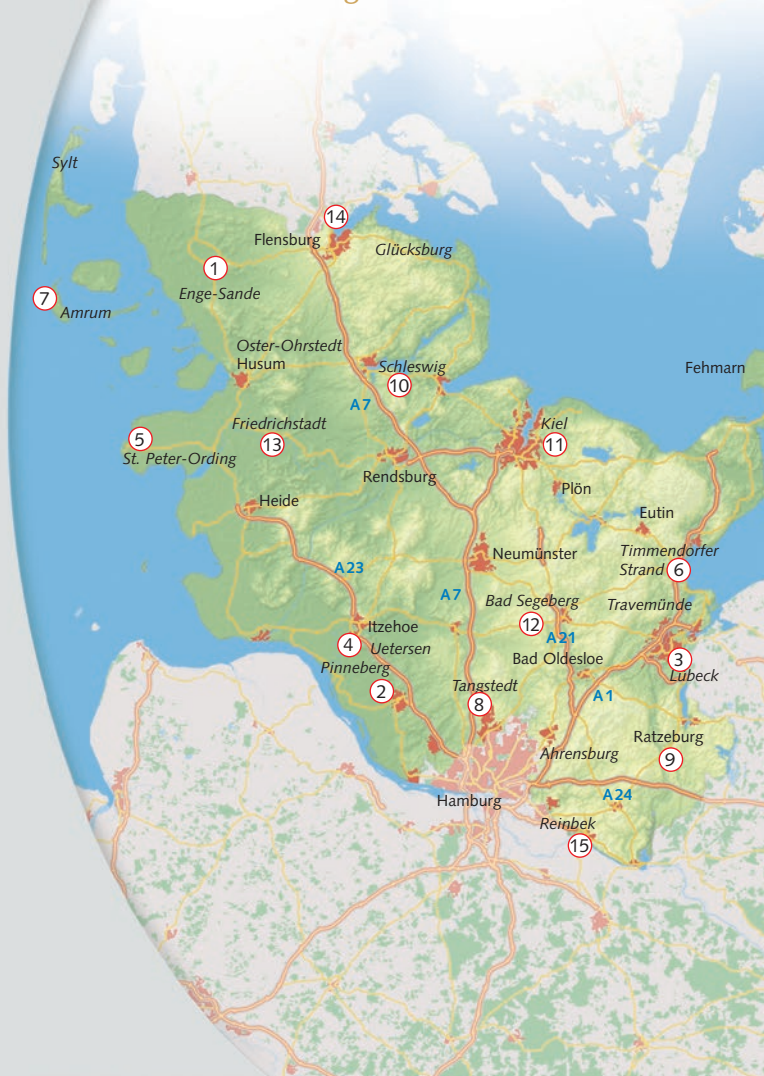 Sylt
14
Flensburg
Glücksburg
1
Enge-Sande
7
Amrum
Oster-Ohrstedt
Husum
Schleswig
Fehmarn
10
A 7
Friedrichstadt
Kiel
5
13
11
St. Peter-Ording
Rendsburg
Plön
Heide
Eutin
Neumünster
Timmendorfer
Strand
6
A 23
A 7
Bad Segeberg
Travemünde
12
Itzehoe
A 21
4
Uetersen
Bad Oldesloe
3
Pinneberg
Lübeck
2
Tangstedt
A 1
8
Ratzeburg
Ahrensburg
9
A 24
Hamburg
Reinbek
15